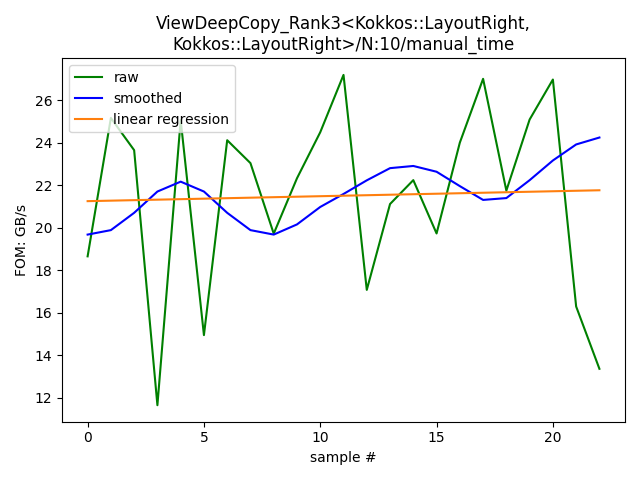 ViewDeepCopy_Rank3<Kokkos::LayoutRight,
Kokkos::LayoutRight>/N:10/manual_time
raw
smoothed
linear regression
FOM: GB/s
26
24
22
20
18
16
14
12
0
5
10
15
20
sample #